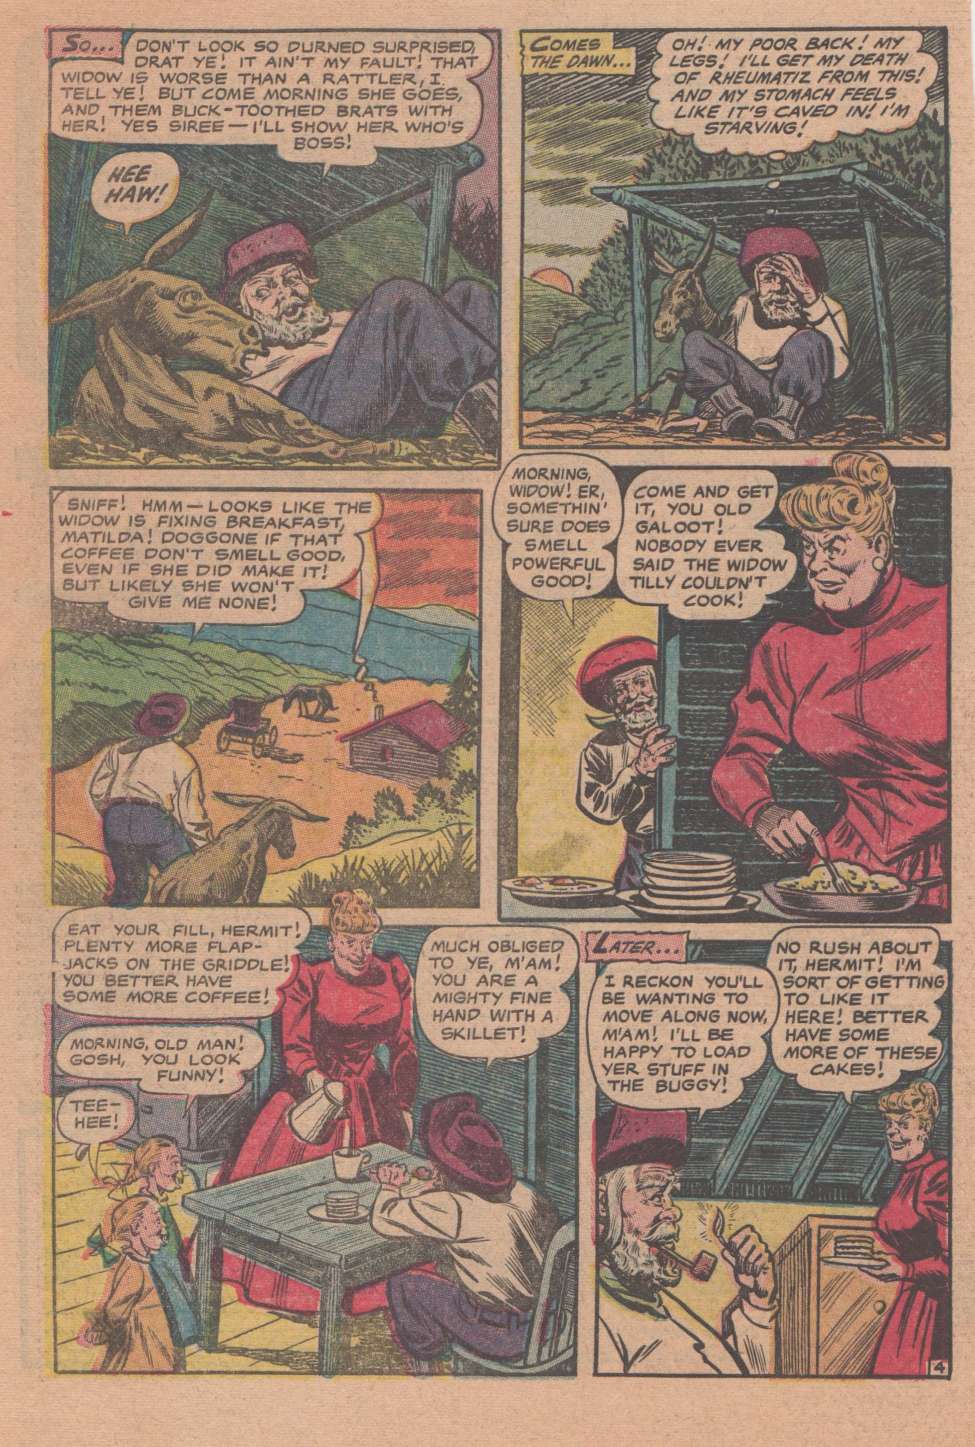 SO...
DON'T LOOK SO DURNED SURPRISED,
DRAT YE! IT AIN'T MY FAULT! THAT
WIDOW IS WORSE THAN A RATTLER, I
TELL YE! BUT COME MORNING SHE GOES,
AND THEM BUCK-TOOTHED BRATS WITH
HER! YES SIREE — I'LL SHOW HER WHO'S
BOSS!
HEE
HAW!
COMES
THE DAWN...
OH! MY POOR BACK! MY
LEGS! I'LL GET MY DEATH
OF RHEUMATIZ FROM THIS!
AND MY STOMACH FEELS
LIKE IT'S CAVED IN! I'M
STARVING!
SNIFF! HMM — LOOKS LIKE THE
WIDOW IS FIXING BREAKFAST,
MATILDA! DOGGONE IF THAT
COFFEE DON'T SMELL GOOD,
EVEN IF SHE DID MAKE IT!
BUT LIKELY SHE WON'T
GIVE ME NONE!
MORNING,
WIDOW! ER,
SOMETHIN'
SURE DOES
SMELL
POWERFUL
GOOD!
COME AND GET
IT, YOU OLD
GALOOT!
NOBODY EVER
SAID THE WIDOW
TILLY COULDN'T
COOK!
EAT YOUR FILL, HERMIT!
PLENTY MORE FLAP-
JACKS ON THE GRIDDLE!
YOU BETTER HAVE
SOME MORE COFFEE!
MORNING, OLD MAN!
GOSH, YOU LOOK
FUNNY!
TEE-
HEE!
MUCH OBLIGED
TO YE, M'AM!
YOU ARE A
MIGHTY FINE
HAND WITH A
SKILLET!
LATER...
I RECKON YOU'LL
BE WANTING TO
MOVE ALONG NOW,
M'AM! I'LL BE
HAPPY TO LOAD
YER STUFF IN
THE BUGGY!
NO RUSH ABOUT
IT, HERMIT! I'M
SORT OF GETTING
TO LIKE IT
HERE! BETTER
HAVE SOME
MORE OF THESE
CAKES!
4